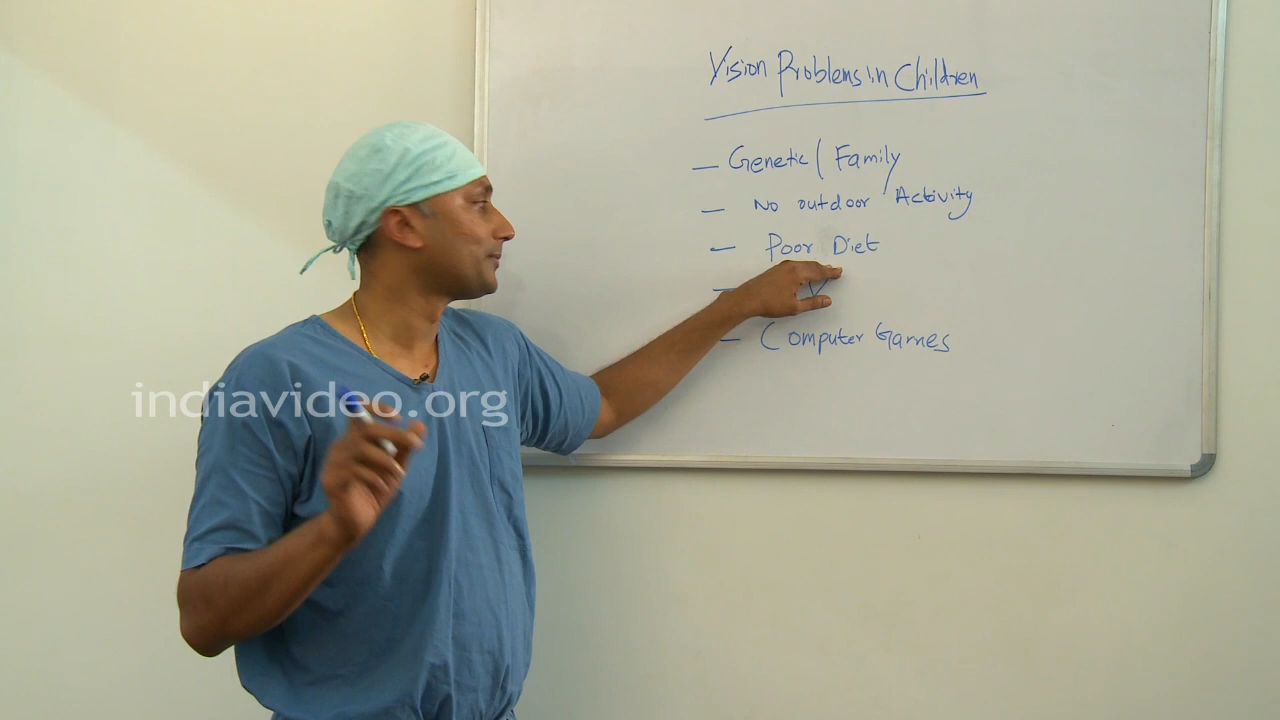 Vision Problems in Children
— Genetic / Family
— No outdoor Activity
— Poor Diet
—
— Computer Games
indiavideo.org